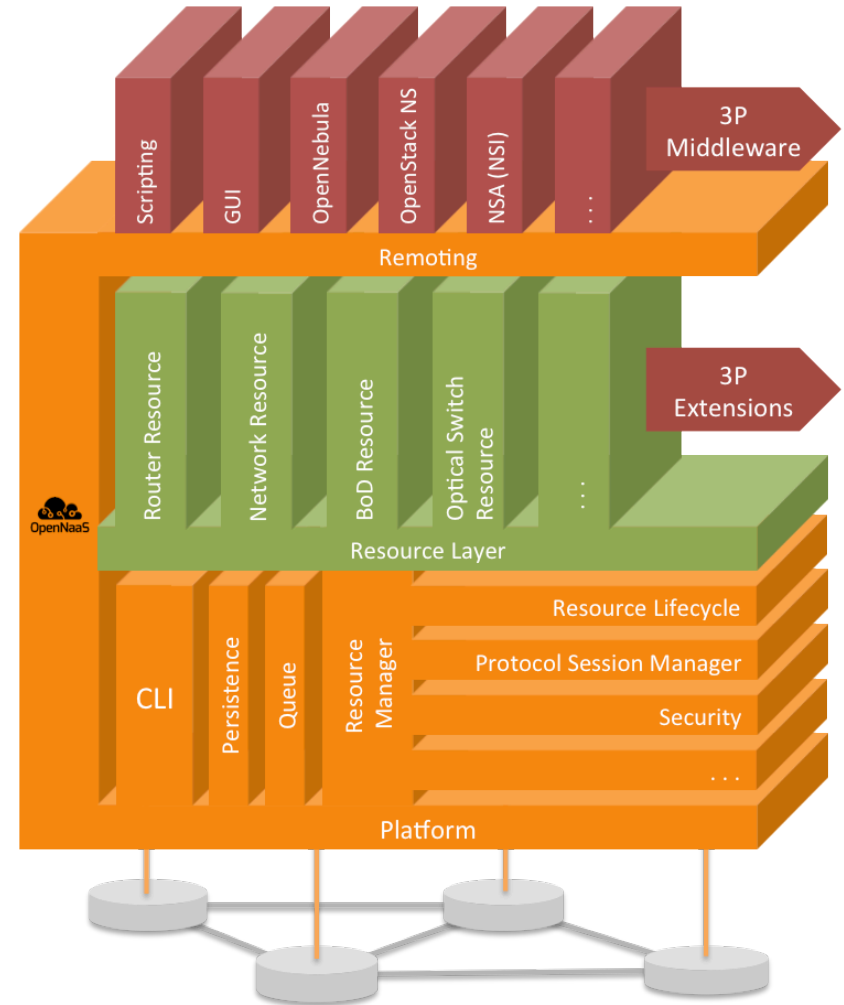 Scripting
GUI
OpenNebula
OpenStack NS
NSA (NSI)
. . .
3P
Middleware
Remoting
Router Resource
Network Resource
BoD Resource
Optical Switch
Resource
. . .
3P
Extensions
OpenNaaS
Resource Layer
CLI
Persistence
Queue
Resource
Manager
Resource Lifecycle
Protocol Session Manager
Security
. . .
Platform